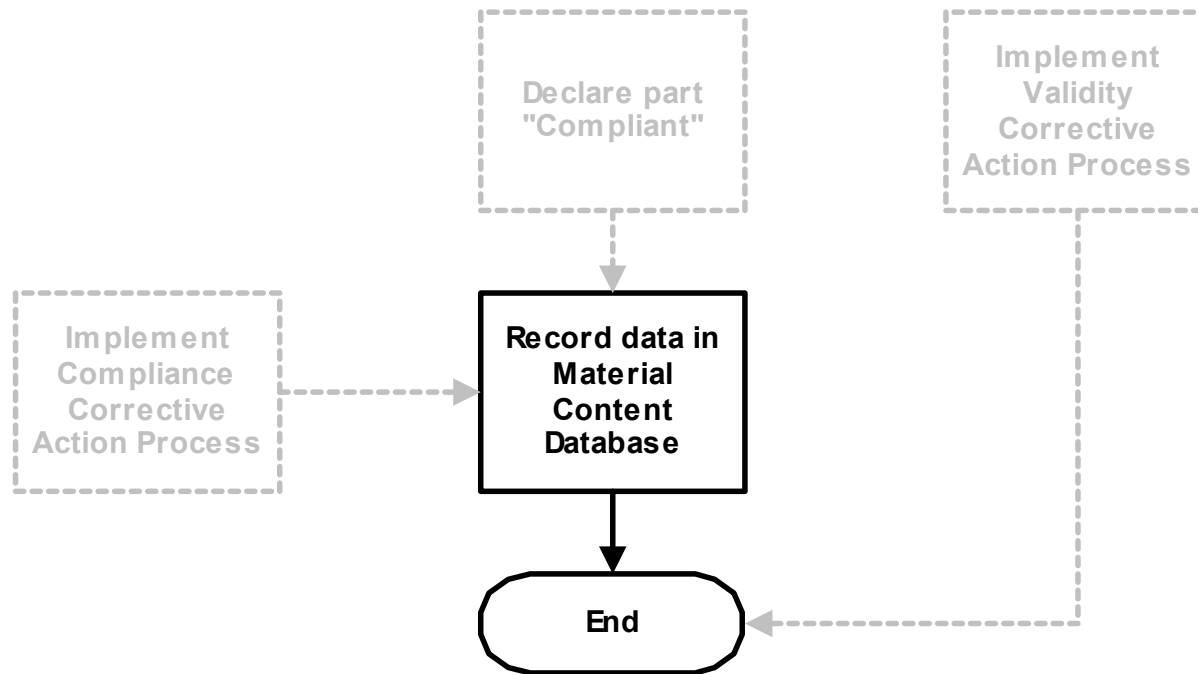 Declare part
"Compliant"
Implement
Validity
Corrective
Action Process
Implement
Compliance
Corrective
Action Process
Record data in
Material
Content
Database
End